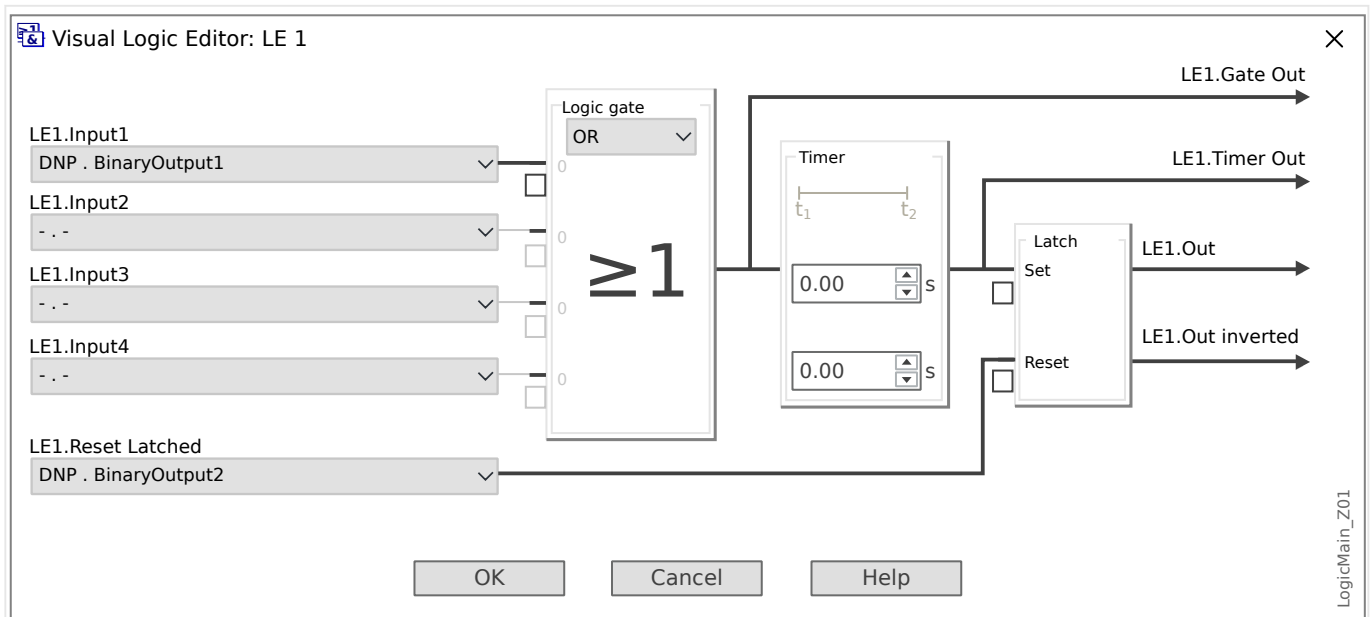 ≥1
&
Visual Logic Editor: LE 1
LE1.Gate Out
Logic gate
OR
LE1.Input1
DNP . BinaryOutput1
0
LE1.Timer Out
Timer
t1 t2
LE1.Input2
- . -
0
≥1
Latch
LE1.Out
Set
LE1.Input3
- . -
0
0.00 s
LE1.Out inverted
Reset
LE1.Input4
- . -
0
0.00 s
LE1.Reset Latched
DNP . BinaryOutput2
OK
Cancel
Help
LogicMain_Z01